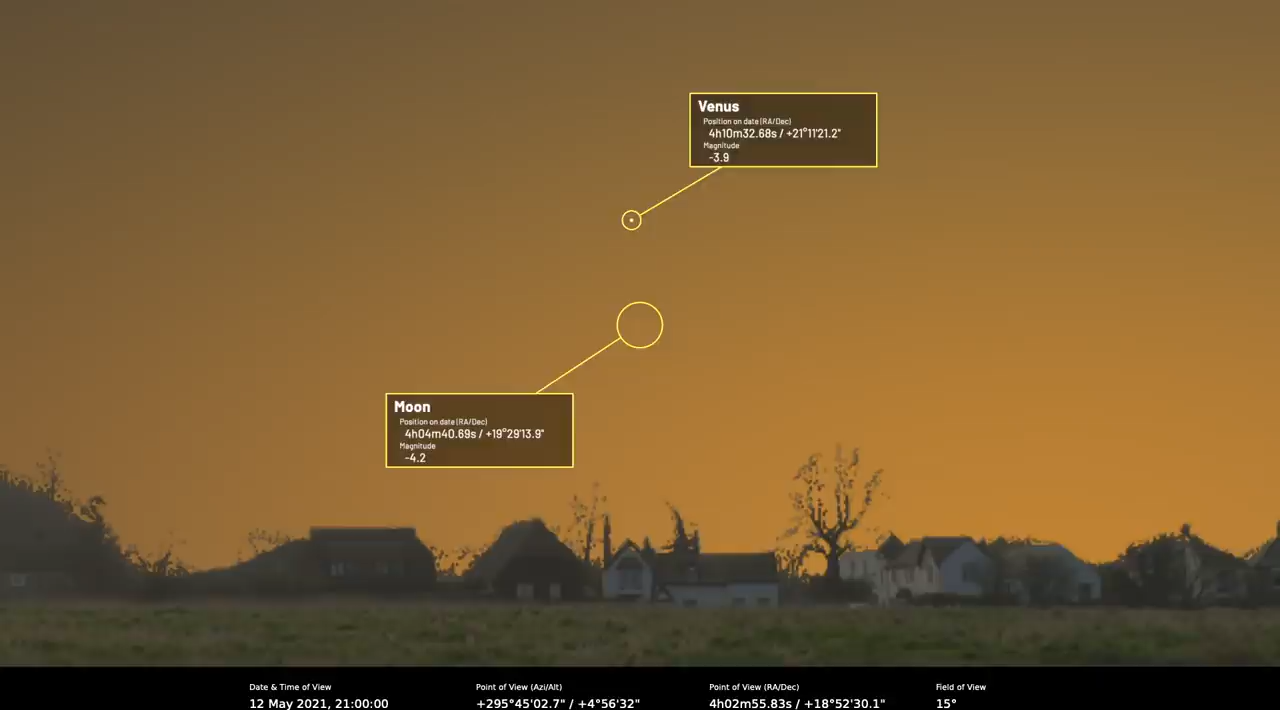 Venus
Position on date (RA/Dec)
4h10m32.68s / +21°11'21.2"
Magnitude
-3.9
Moon
Position on date (RA/Dec)
4h04m40.69s / +19°29'13.9"
Magnitude
-4.2
Date & Time of View
12 May 2021, 21:00:00
Point of View (Azi/Alt)
+295°45'02.7" / +4°56'32"
Point of View (RA/Dec)
4h02m55.83s / +18°52'30.1"
Field of View
15°